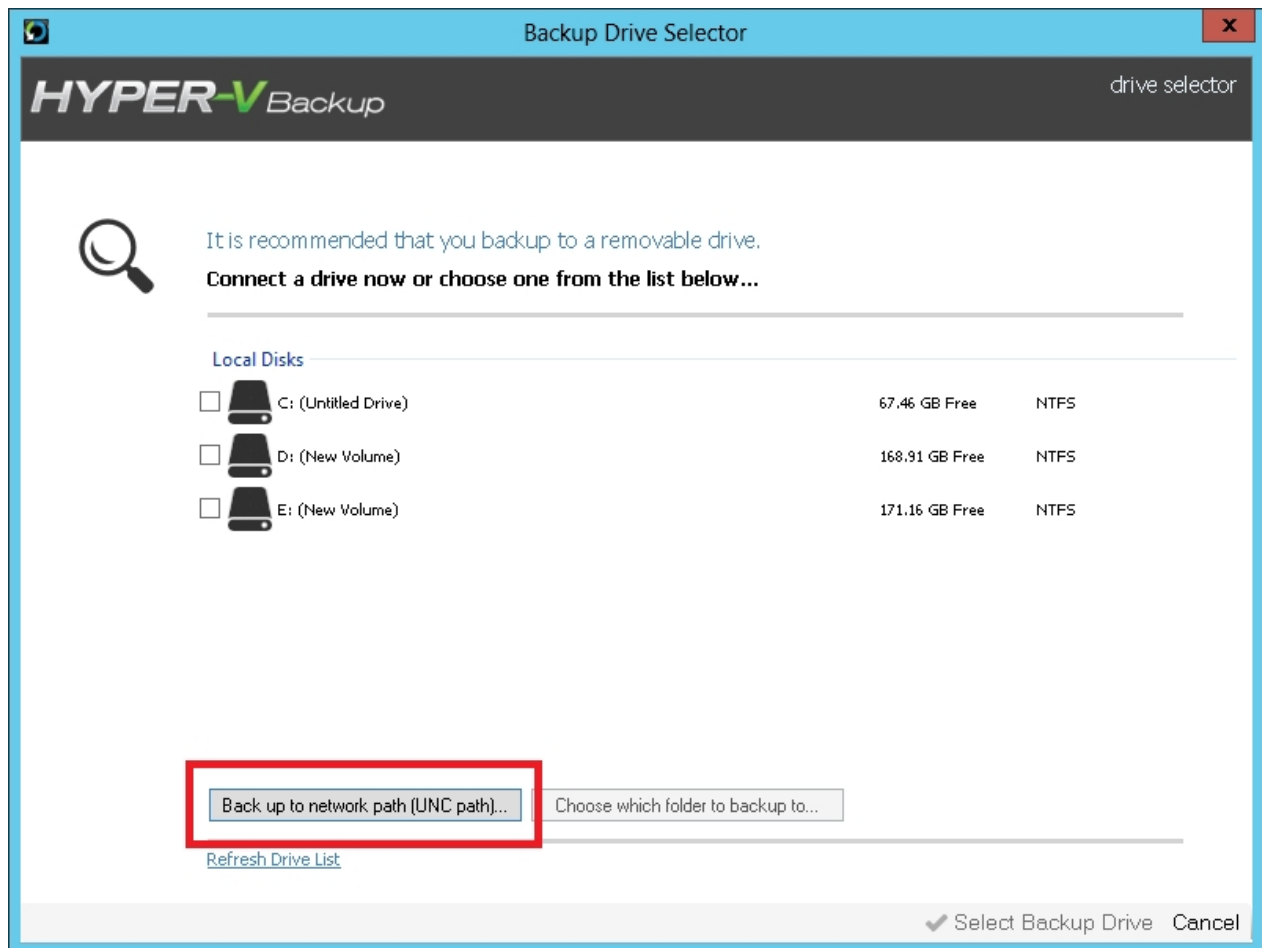 Backup Drive Selector
x
HYPER-V Backup
drive selector
It is recommended that you backup to a removable drive.
Connect a drive now or choose one from the list below...
Local Disks
C: (Untitled Drive) 67.46 GB Free NTFS
D: (New Volume) 168.91 GB Free NTFS
E: (New Volume) 171.16 GB Free NTFS
Back up to network path (UNC path)... Choose which folder to backup to...
Refresh Drive List
Select Backup Drive Cancel